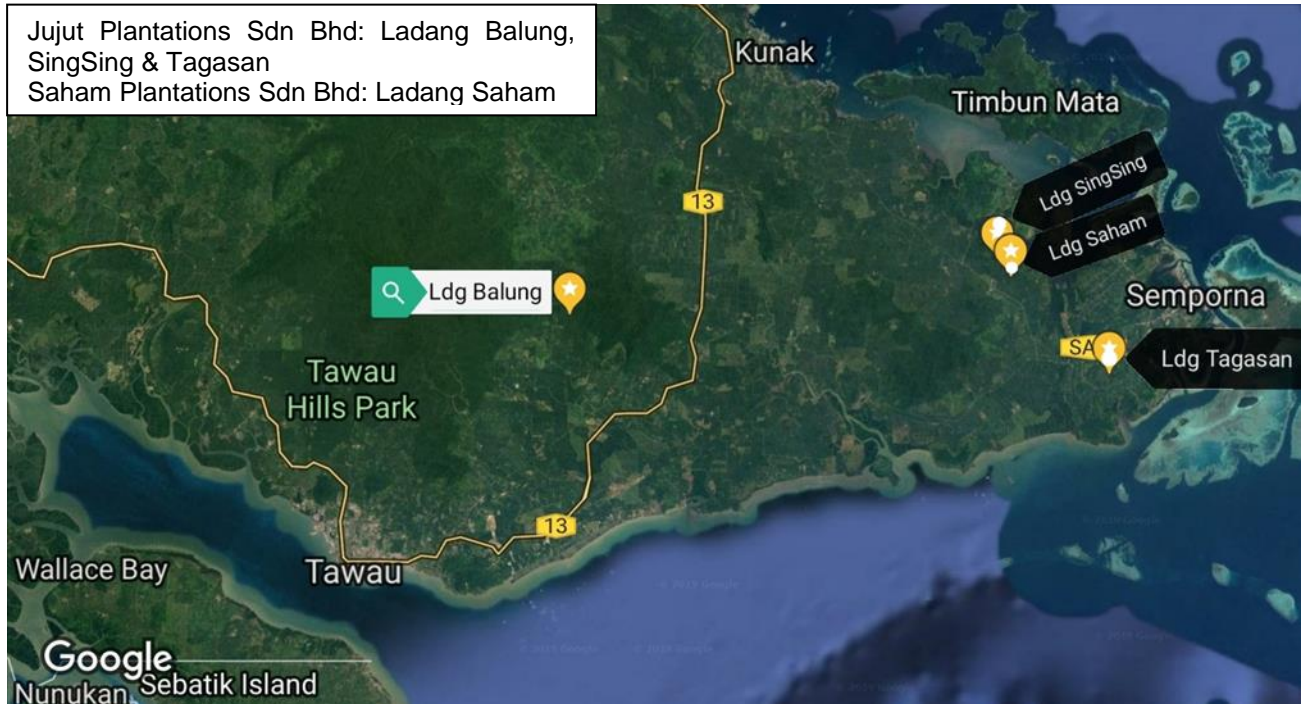 Jujut Plantations Sdn Bhd: Ladang Balung,
SingSing & Tagasan
Saham Plantations Sdn Bhd: Ladang Saham
Kunak
Timbun Mata
13
Ldg SingSing
Ldg Saham
Ldg Balung
Semporna
SA
Ldg Tagasan
Tawau
Hills Park
13
Wallace Bay
Tawau
Google
Nunukan
Sebatik Island